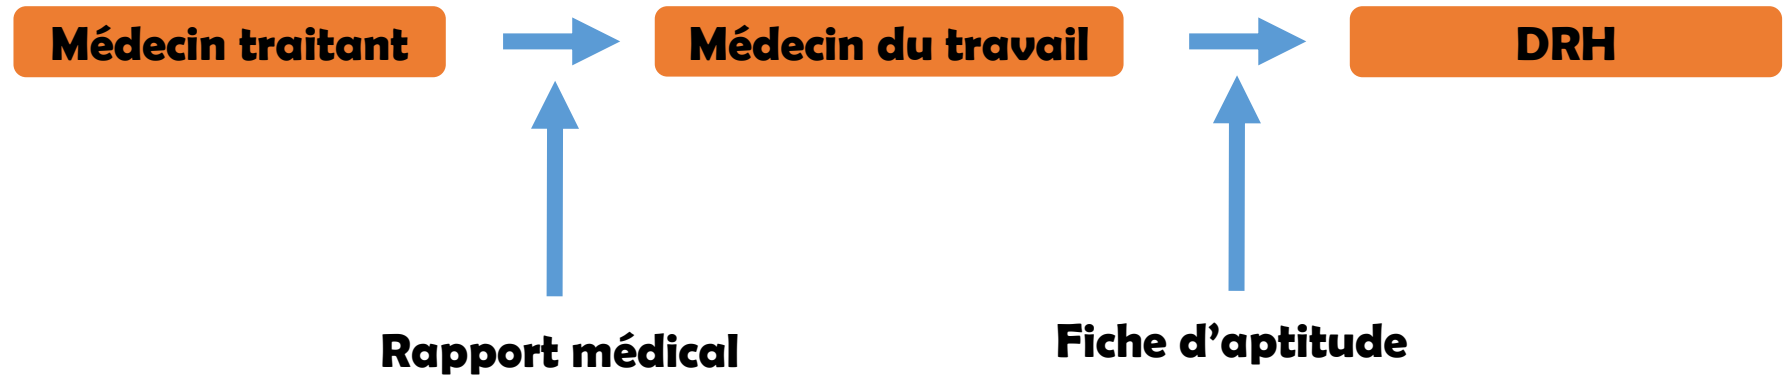 Médecin traitant
Médecin du travail
DRH
Rapport médical
Fiche d’aptitude